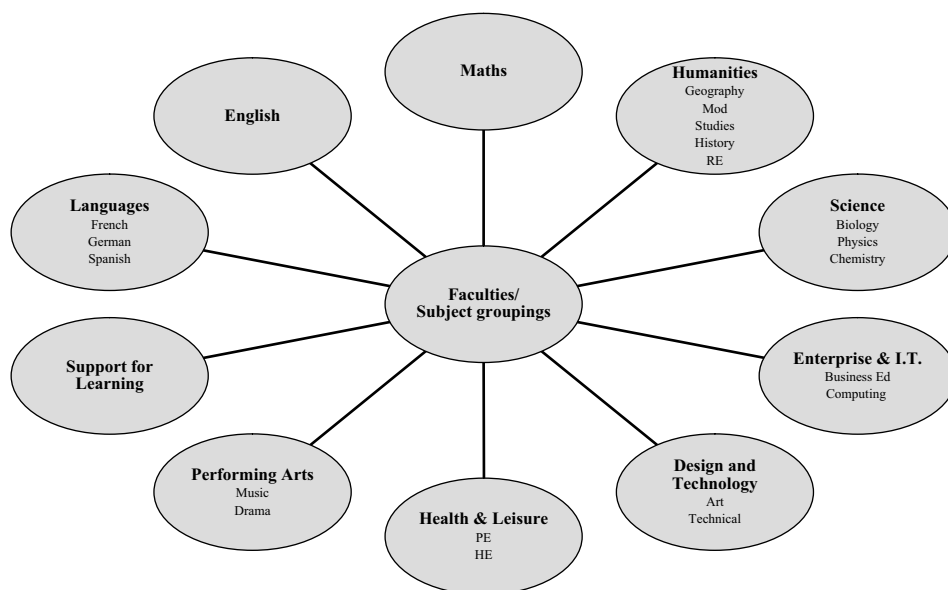 Maths
Humanities
Geography
Mod
Studies
History
RE
English
Languages
French
German
Spanish
Science
Biology
Physics
Chemistry
Faculties/
Subject groupings
Support for
Learning
Enterprise & I.T.
Business Ed
Computing
Performing Arts
Music
Drama
Health & Leisure
PE
HE
Design and
Technology
Art
Technical